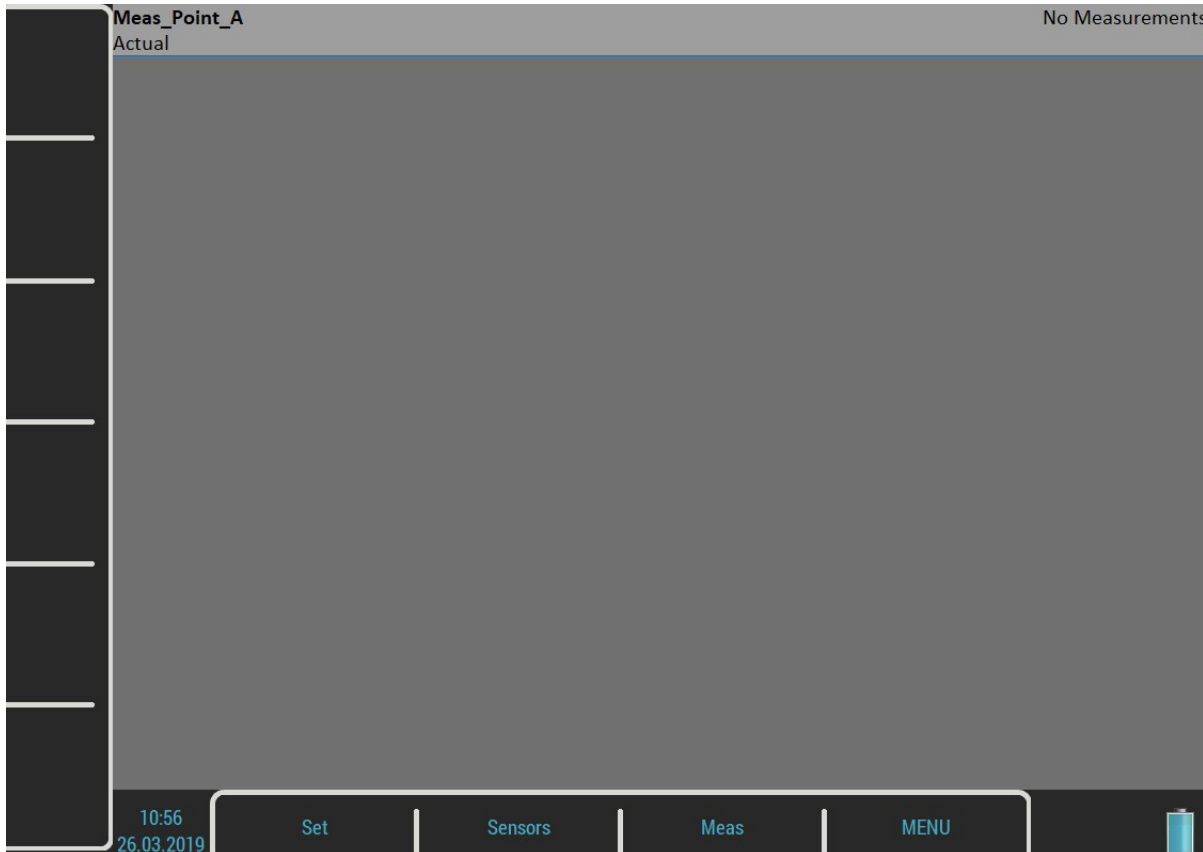 Meas_Point_A
No Measurements
Actual
10:56
26.03.2019
Set
Sensors
Meas
MENU